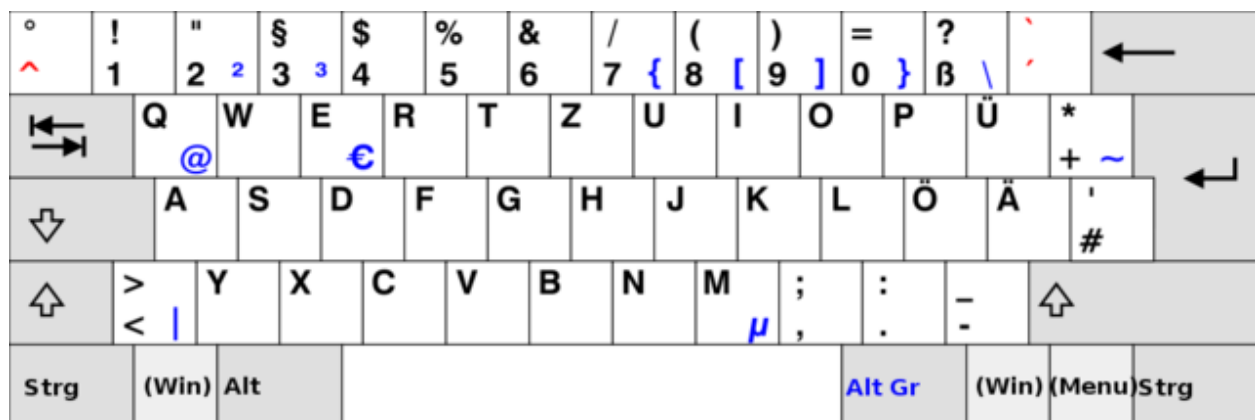 ° ! " § $ % & / ( ) = ? `
^ 1 2 ² 3 ³ 4 5 6 7 { 8 [ 9 ] 0 } ß \ ´
Q W E R T Z U I O P Ü *
@ € + ~
A S D F G H J K L Ö Ä '
#
> Y X C V B N M ; : _
< | µ , . -
Strg (Win) Alt Alt Gr (Win) (Menu) Strg